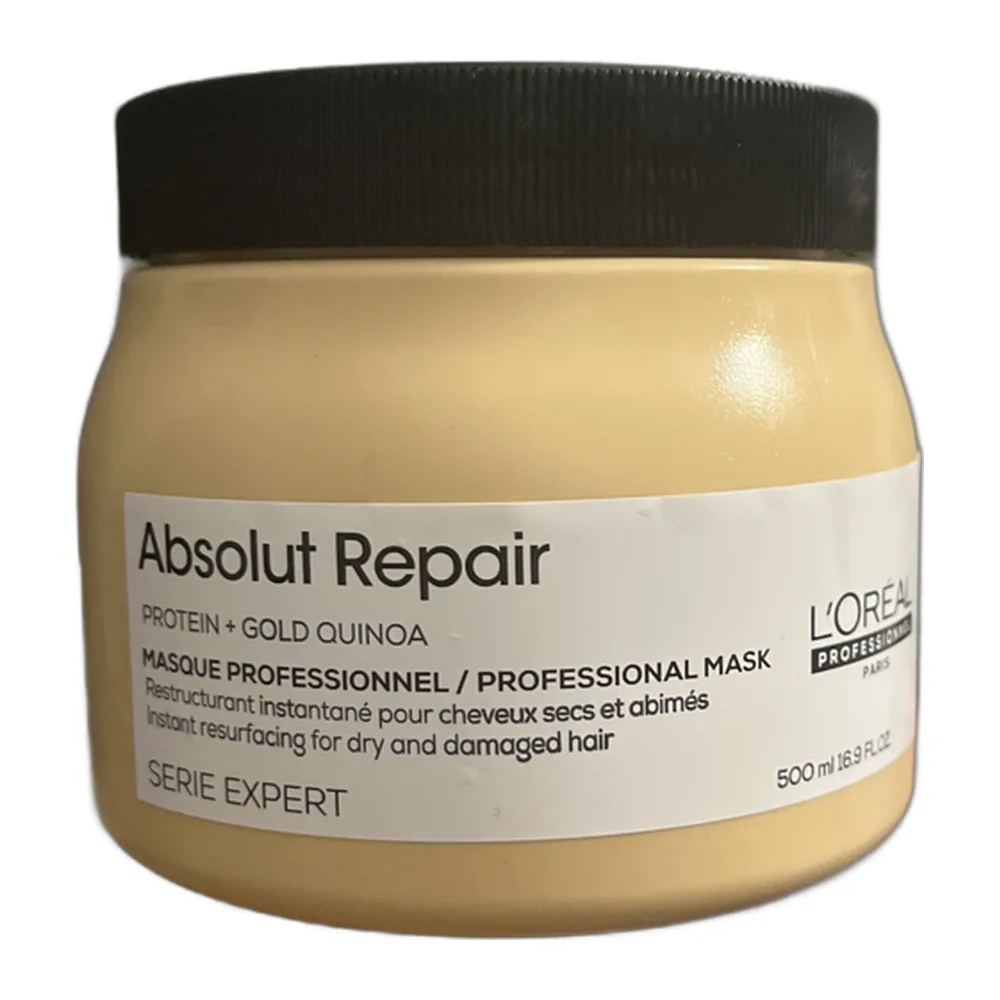 Absolut Repair
PROTEIN + GOLD QUINOA
MASQUE PROFESSIONNEL / PROFESSIONAL MASK
Restructurant instantané pour cheveux secs et abimés
Instant resurfacing for dry and damaged hair
SERIE EXPERT
L'ORÉAL
PROFESSIONNEL
PARIS
500 ml 16.9 FL OZ